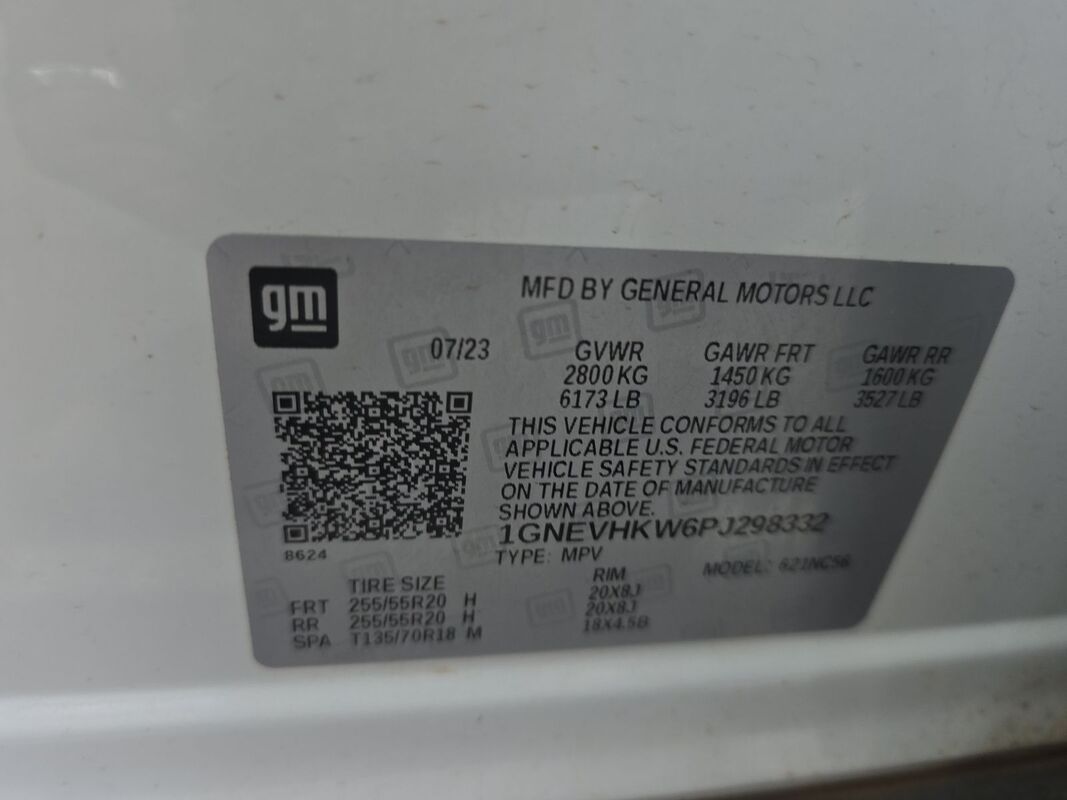 gm
MFD BY GENERAL MOTORS LLC
07/23
GVWR GAWR FRT GAWR RR
2800 KG 1450 KG 1600 KG
6173 LB 3196 LB 3527 LB
THIS VEHICLE CONFORMS TO ALL
APPLICABLE U.S. FEDERAL MOTOR
VEHICLE SAFETY STANDARDS IN EFFECT
ON THE DATE OF MANUFACTURE
SHOWN ABOVE.
1GNEVHKW6PJ298332
8624
TYPE: MPV MODEL: 621NC56
TIRE SIZE RIM
FRT 255/55R20 H 20X8J
RR 255/55R20 H 20X8J
SPA T135/70R18 M 18X4.5B